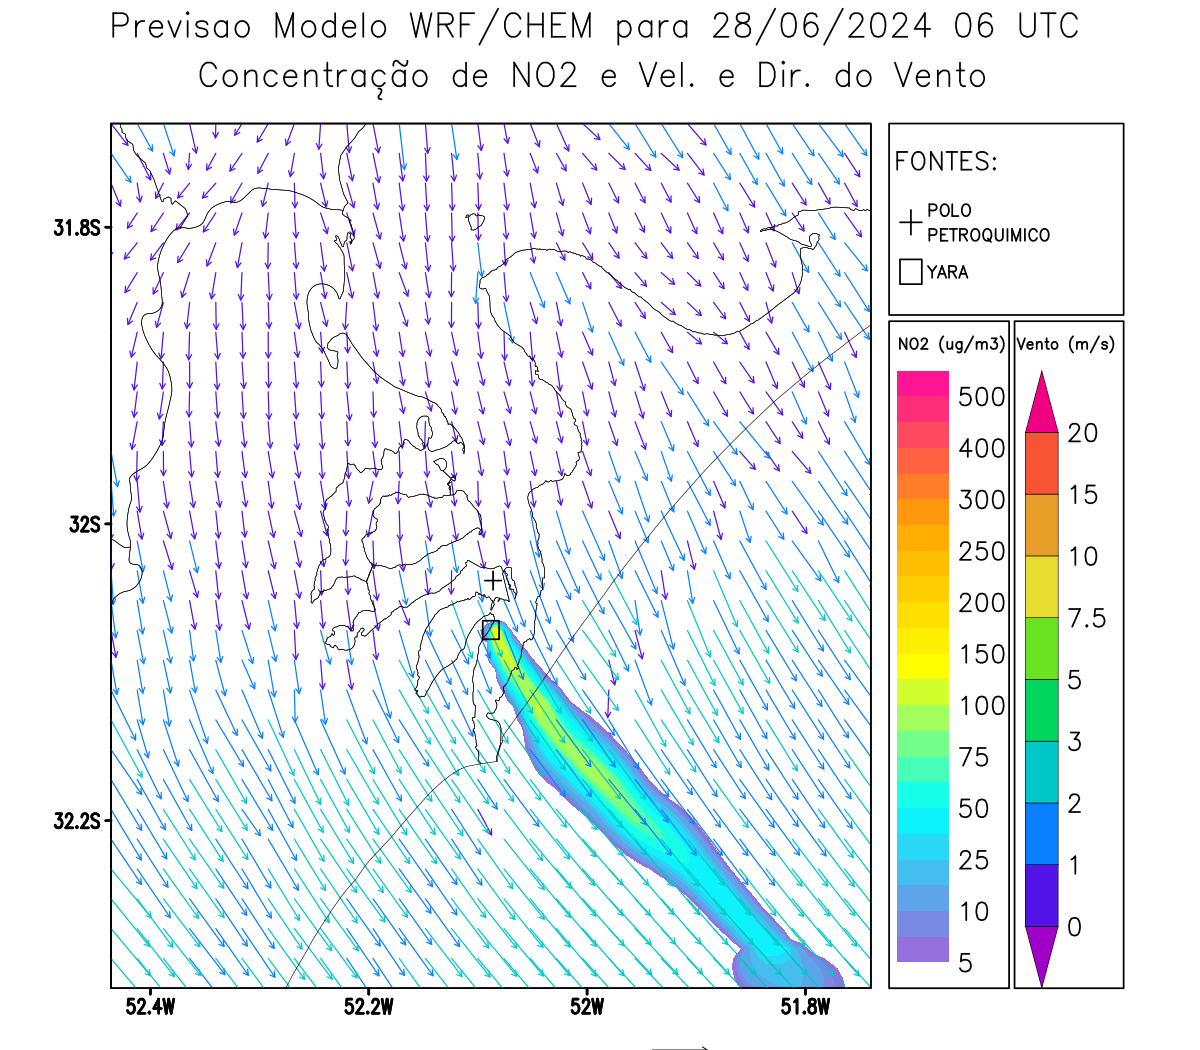 Previsao Modelo WRF/CHEM para 28/06/2024 06 UTC
Concentração de NO2 e Vel. e Dir. do Vento
FONTES:
POLO
PETROQUIMICO
YARA
NO2 (ug/m3)
500
400
300
250
200
150
100
75
50
25
10
5
Vento (m/s)
20
15
10
7.5
5
3
2
1
0
31.8S
32S
32.2S
52.4W
52.2W
52W
51.8W